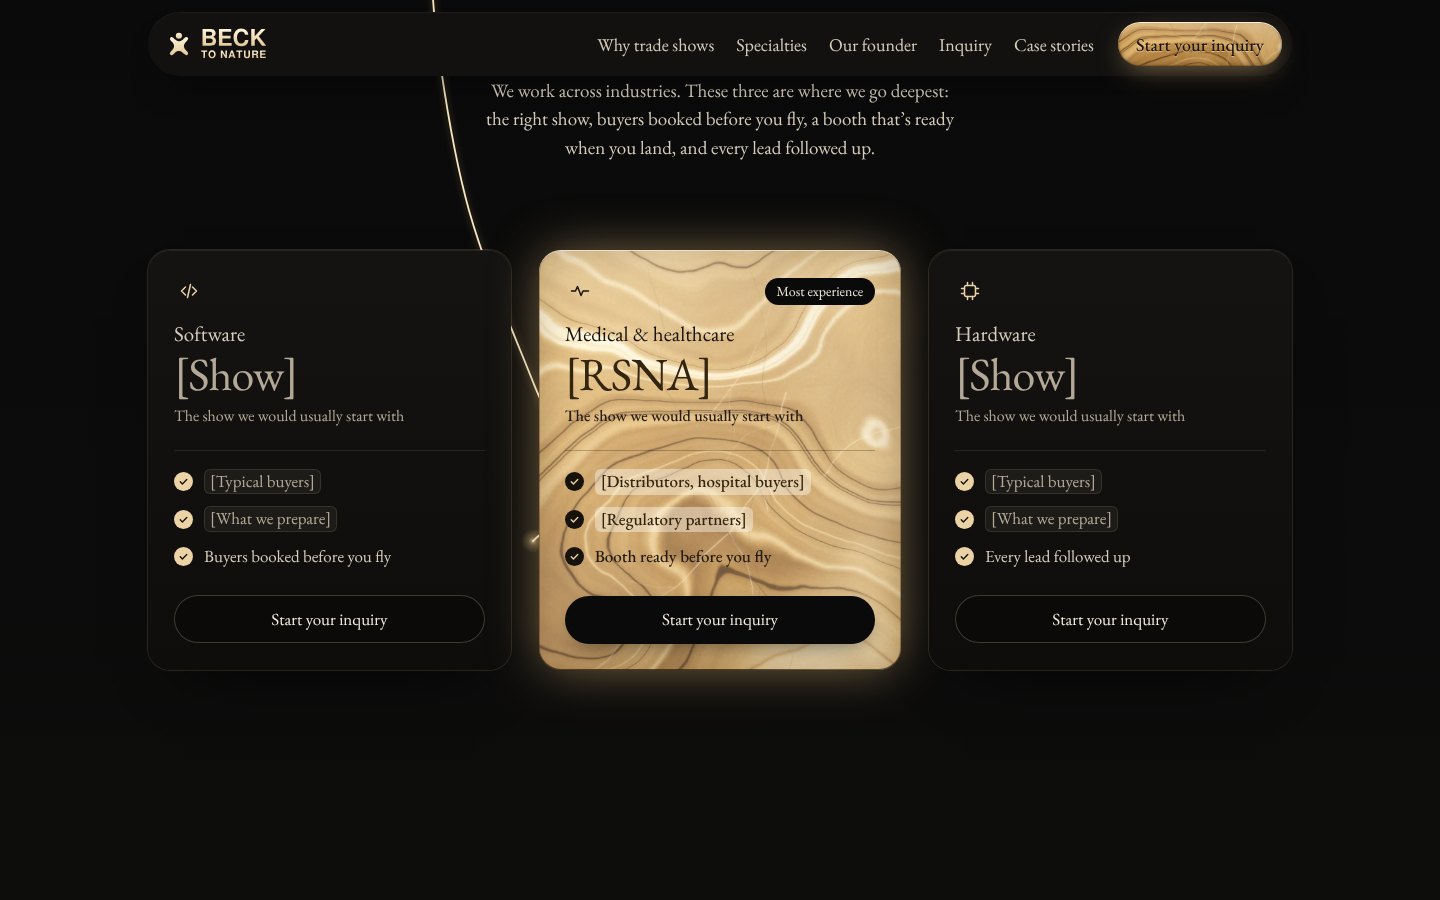 BECK
TO NATURE
Why trade shows
Specialties
Our founder
Inquiry
Case stories
Start your inquiry
We work across industries. These three are where we go deepest:
the right show, buyers booked before you fly, a booth that’s ready
when you land, and every lead followed up.
Software
[Show]
The show we would usually start with
[Typical buyers]
[What we prepare]
Buyers booked before you fly
Start your inquiry
Most experience
Medical & healthcare
[RSNA]
The show we would usually start with
[Distributors, hospital buyers]
[Regulatory partners]
Booth ready before you fly
Start your inquiry
Hardware
[Show]
The show we would usually start with
[Typical buyers]
[What we prepare]
Every lead followed up
Start your inquiry